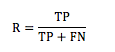 R = TP / (TP + FN)